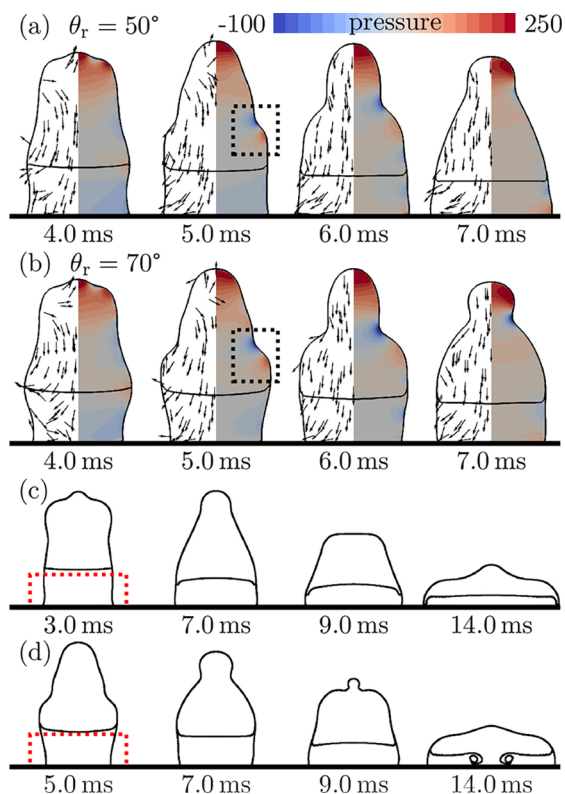 (a) θr = 50° -100 pressure 250
4.0 ms 5.0 ms 6.0 ms 7.0 ms
(b) θr = 70°
4.0 ms 5.0 ms 6.0 ms 7.0 ms
(c)
3.0 ms 7.0 ms 9.0 ms 14.0 ms
(d)
5.0 ms 7.0 ms 9.0 ms 14.0 ms